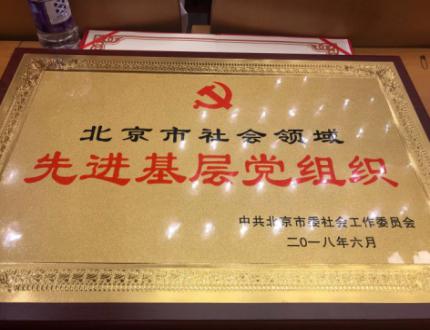 北京市社会领域
先进基层党组织
中共北京市委社会工作委员会
二〇一八年六月